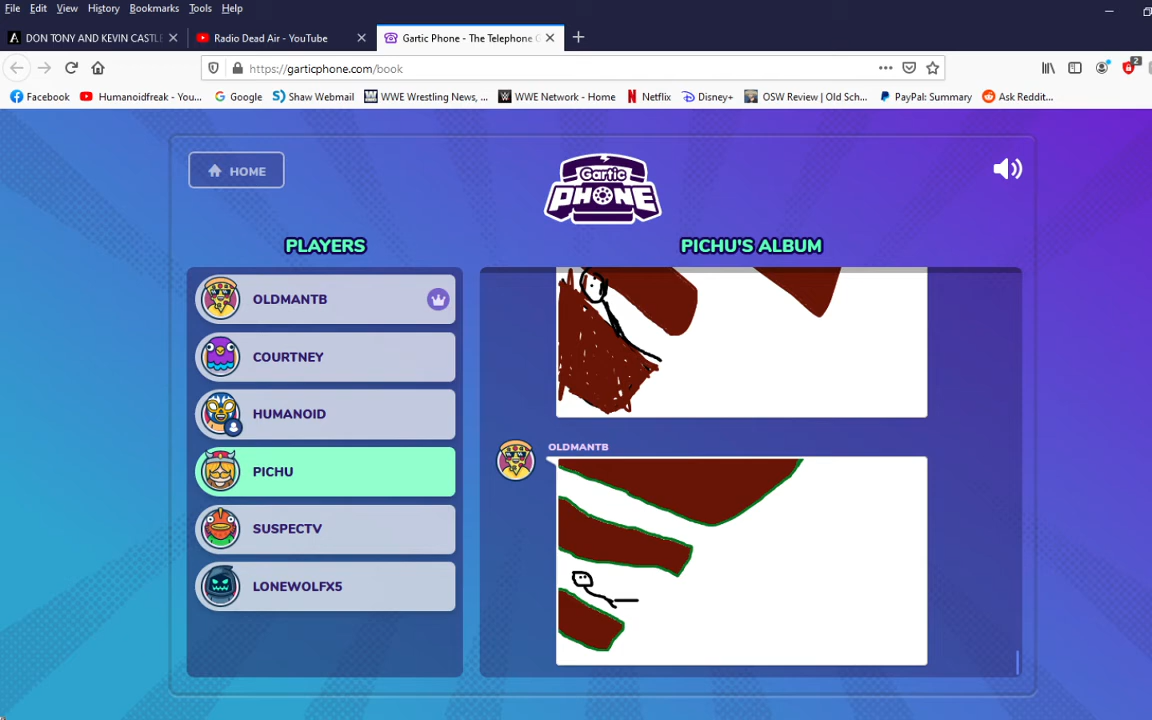 File Edit View History Bookmarks Tools Help
DON TONY AND KEVIN CASTLE Radio Dead Air - YouTube Gartic Phone - The Telephone G
https://garticphone.com/book
2
Facebook Humanoidfreak - You... Google Shaw Webmail WWE Wrestling News, ... WWE Network - Home Netflix Disney+ OSW Review | Old Sch... PayPal: Summary Ask Reddit...
HOME
Gartic
PHONE
PLAYERS
PICHU'S ALBUM
OLDMANTB
COURTNEY
HUMANOID
PICHU
SUSPECTV
LONEWOLFX5
OLDMANTB